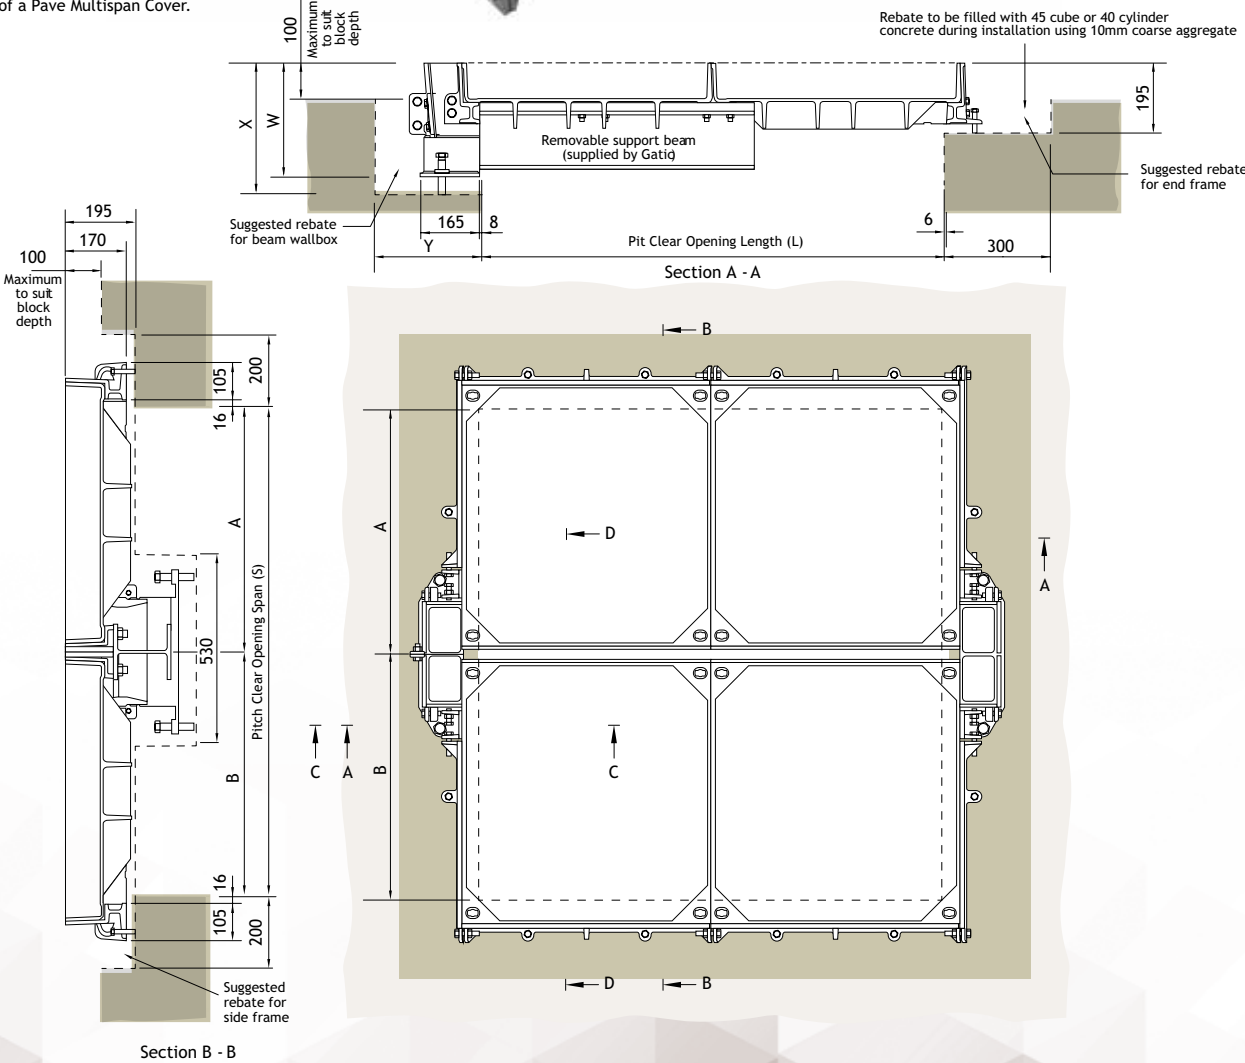 of a Pave Multispan Cover.
100
Maximum
to suit
block
depth
Rebate to be filled with 45 cube or 40 cylinder
concrete during installation using 10mm coarse aggregate
X
W
195
Removable support beam
(supplied by Gatic)
Suggested rebate
for end frame
Suggested rebate
for beam wallbox
165
8
6
Y
Pit Clear Opening Length (L)
300
Section A - A
195
170
100
Maximum
to suit
block
depth
200
105
16
A
Pitch Clear Opening Span (S)
530
B
16
105
200
Suggested
rebate for
side frame
Section B - B
B
A
D
A
C
A
B
C
D
B